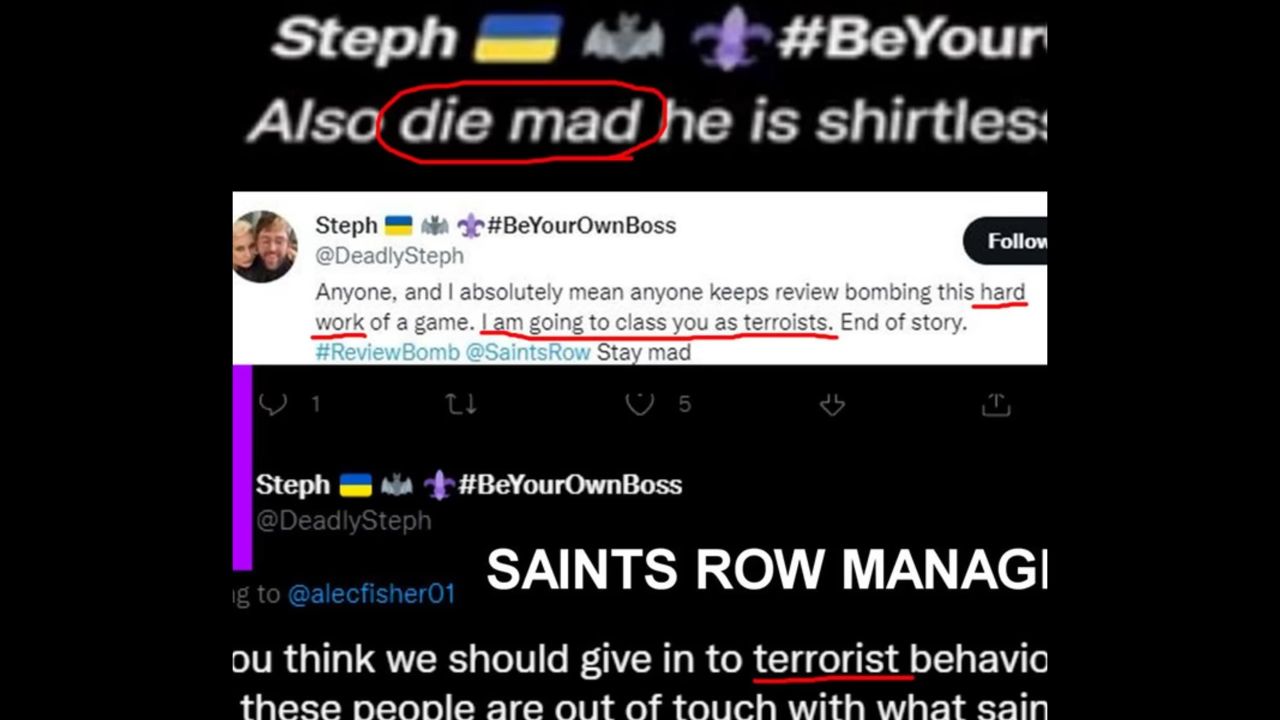 Steph 🇺🇦 🦇 ⚜ #BeYour
Also die mad he is shirtless
Steph 🇺🇦 🦇 ⚜#BeYourOwnBoss
@DeadlySteph
Follow
Anyone, and I absolutely mean anyone keeps review bombing this hard
work of a game. I am going to class you as terroists. End of story.
#ReviewBomb @SaintsRow Stay mad
1 5
Steph 🇺🇦 🦇 ⚜#BeYourOwnBoss
@DeadlySteph
SAINTS ROW MANAG
ng to @alecfisher01
ou think we should give in to terrorist behavio
these people are out of touch with what sain